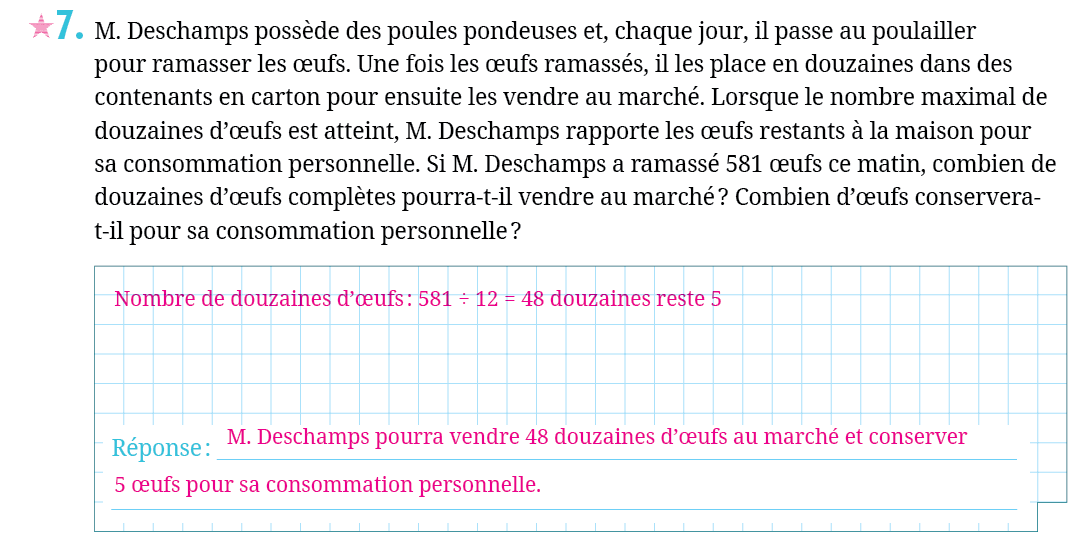 7. M. Deschamps possède des poules pondeuses et, chaque jour, il passe au poulailler
pour ramasser les œufs. Une fois les œufs ramassés, il les place en douzaines dans des
contenants en carton pour ensuite les vendre au marché. Lorsque le nombre maximal de
douzaines d’œufs est atteint, M. Deschamps rapporte les œufs restants à la maison pour
sa consommation personnelle. Si M. Deschamps a ramassé 581 œufs ce matin, combien de
douzaines d’œufs complètes pourra-t-il vendre au marché ? Combien d’œufs conservera-
t-il pour sa consommation personnelle ?
Nombre de douzaines d’œufs : 581 ÷ 12 = 48 douzaines reste 5
Réponse : M. Deschamps pourra vendre 48 douzaines d’œufs au marché et conserver
5 œufs pour sa consommation personnelle.